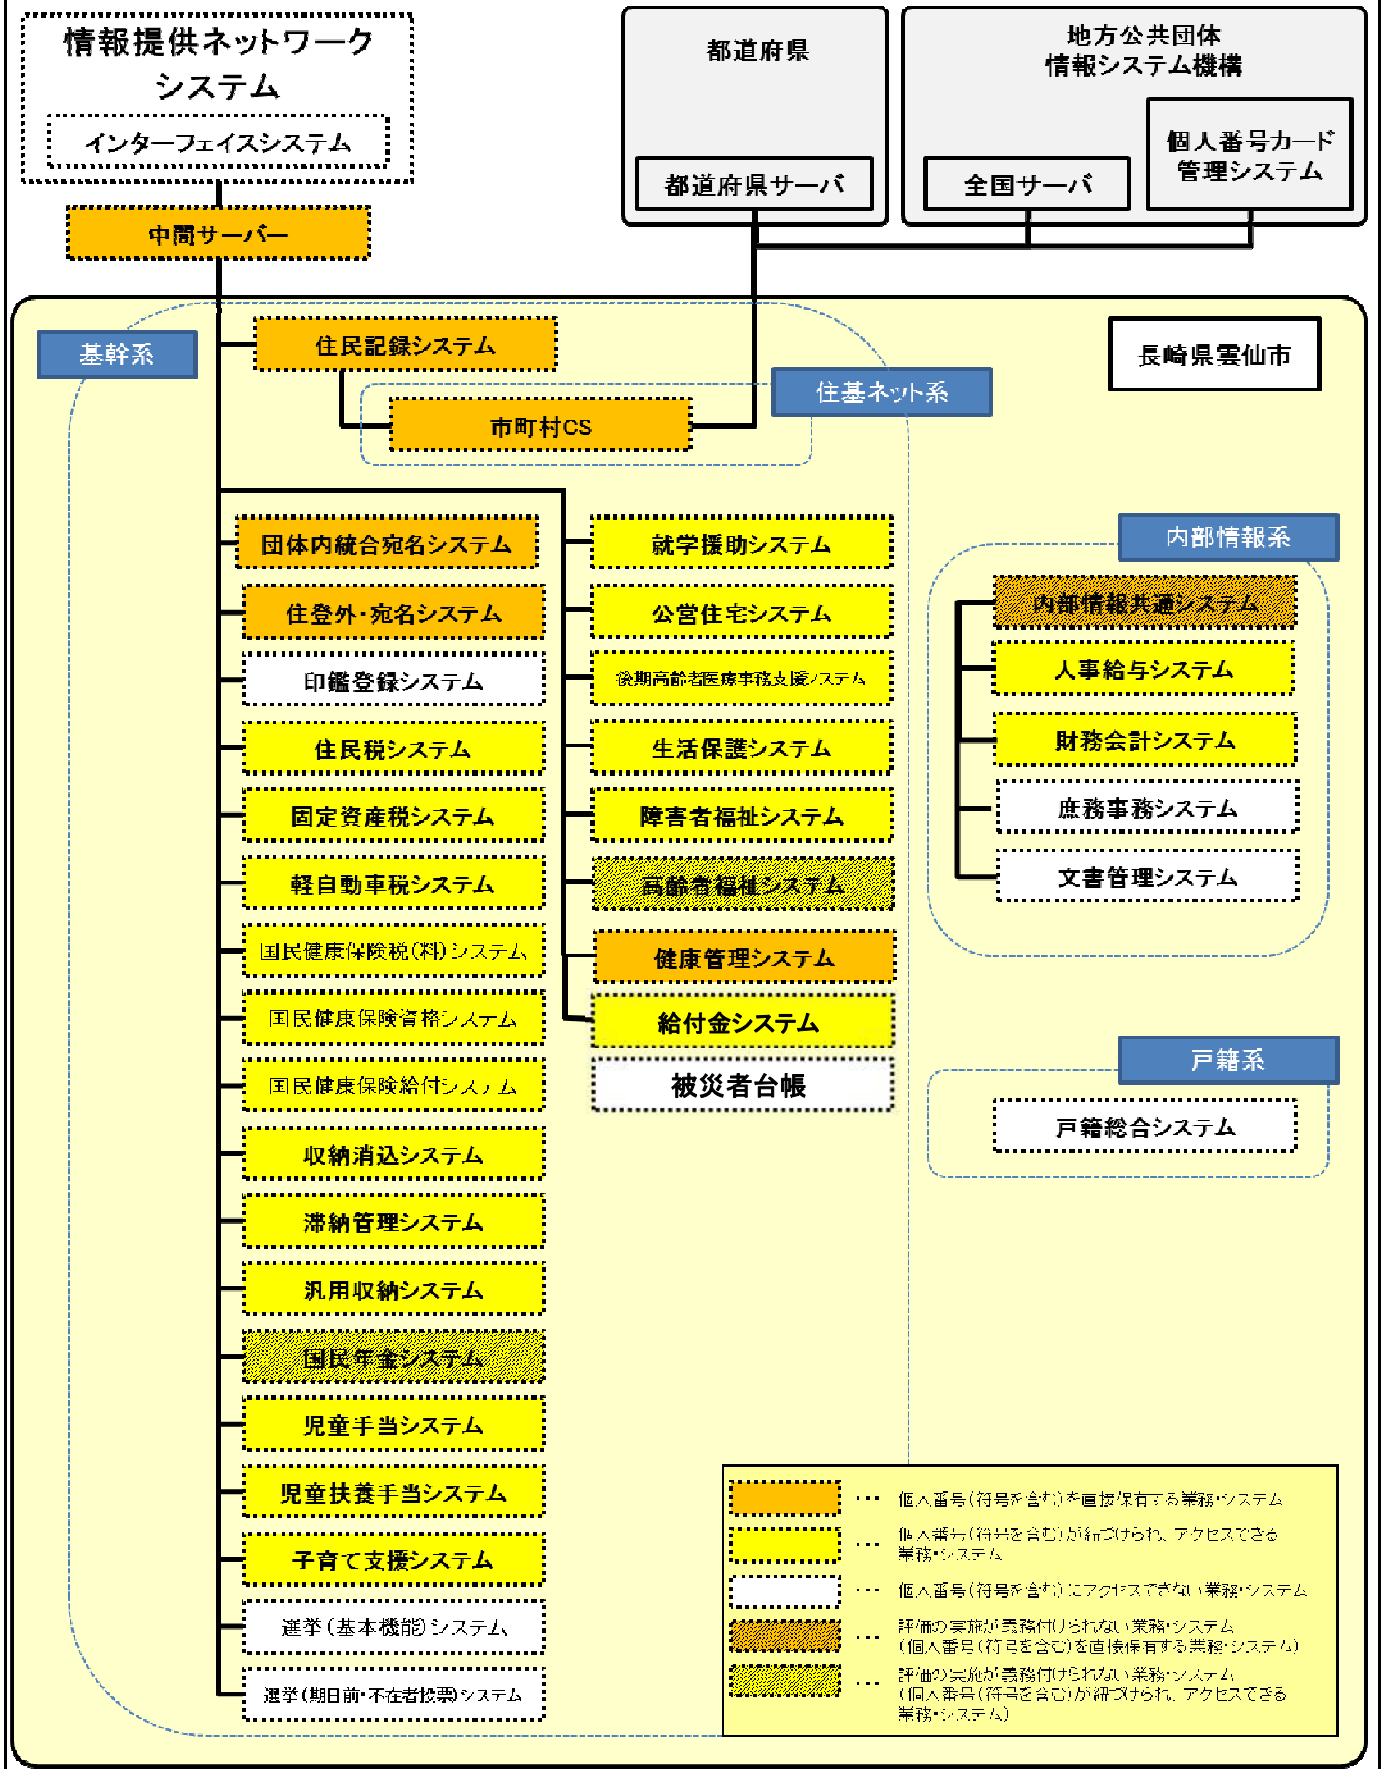 情報提供ネットワーク
システム
インターフェイスシステム
中間サーバー
都道府県
都道府県サーバ
地方公共団体
情報システム機構
全国サーバ
個人番号カード
管理システム
基幹系
住民記録システム
住基ネット系
市町村CS
長崎県雲仙市
団体内統合宛名システム
住登外・宛名システム
印鑑登録システム
住民税システム
固定資産税システム
軽自動車税システム
国民健康保険税(料)システム
国民健康保険資格システム
国民健康保険給付システム
収納消込システム
滞納管理システム
汎用収納システム
国民年金システム
児童手当システム
児童扶養手当システム
子育て支援システム
選挙(基本機能)システム
選挙(期日前・不在者投票)システム
就学援助システム
公営住宅システム
後期高齢者医療事務支援システム
生活保護システム
障害者福祉システム
高齢者福祉システム
健康管理システム
給付金システム
被災者台帳
内部情報系
内部情報共通システム
人事給与システム
財務会計システム
庶務事務システム
文書管理システム
戸籍系
戸籍総合システム
･･･ 個人番号(符号を含む)を直接保有する業務・システム
･･･ 個人番号(符号を含む)が紐づけられ、アクセスできる
業務・システム
･･･ 個人番号(符号を含む)にアクセスできない業務・システム
･･･ 評価の実施が義務付けられない業務・システム
(個人番号(符号を含む)を直接保有する業務・システム)
･･･ 評価の実施が義務付けられない業務・システム
(個人番号(符号を含む)が紐づけられ、アクセスできる
業務・システム)